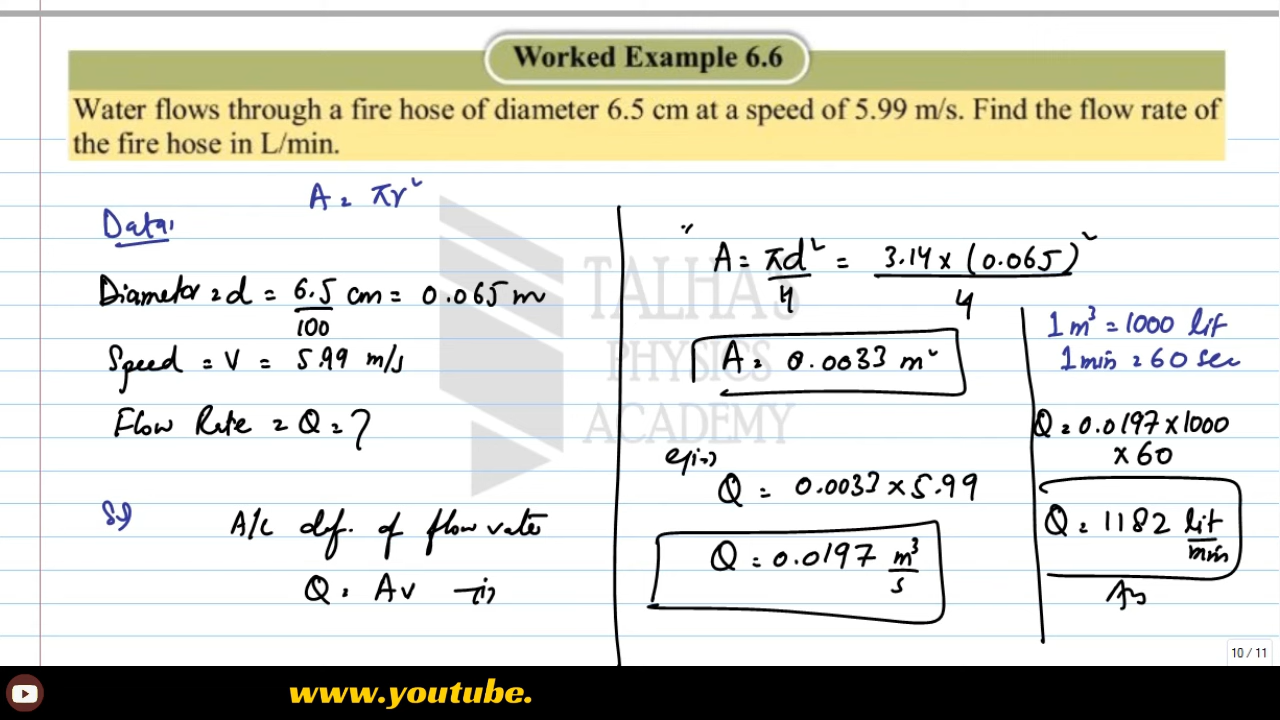 Worked Example 6.6
Water flows through a fire hose of diameter 6.5 cm at a speed of 5.99 m/s. Find the flow rate of
the fire hose in L/min.
A = πr²
Data:
Diameter = d = 6.5/100 cm = 0.065 m
Speed = V = 5.99 m/s
Flow Rate = Q = ?
Sol
A/c def. of flow rate
Q = Av —(i)
∵
A = πd²/4 = 3.14 × (0.065)²/4
A = 0.0033 m²
eq(i) ⇒
Q = 0.0033 × 5.99
Q = 0.0197 m³/s
1 m³ = 1000 lit
1 min = 60 sec
Q = 0.0197 × 1000
× 60
Q = 1182 lit/min
Ans
TALHA'S
PHYSICS
ACADEMY
10 / 11
www.youtube.